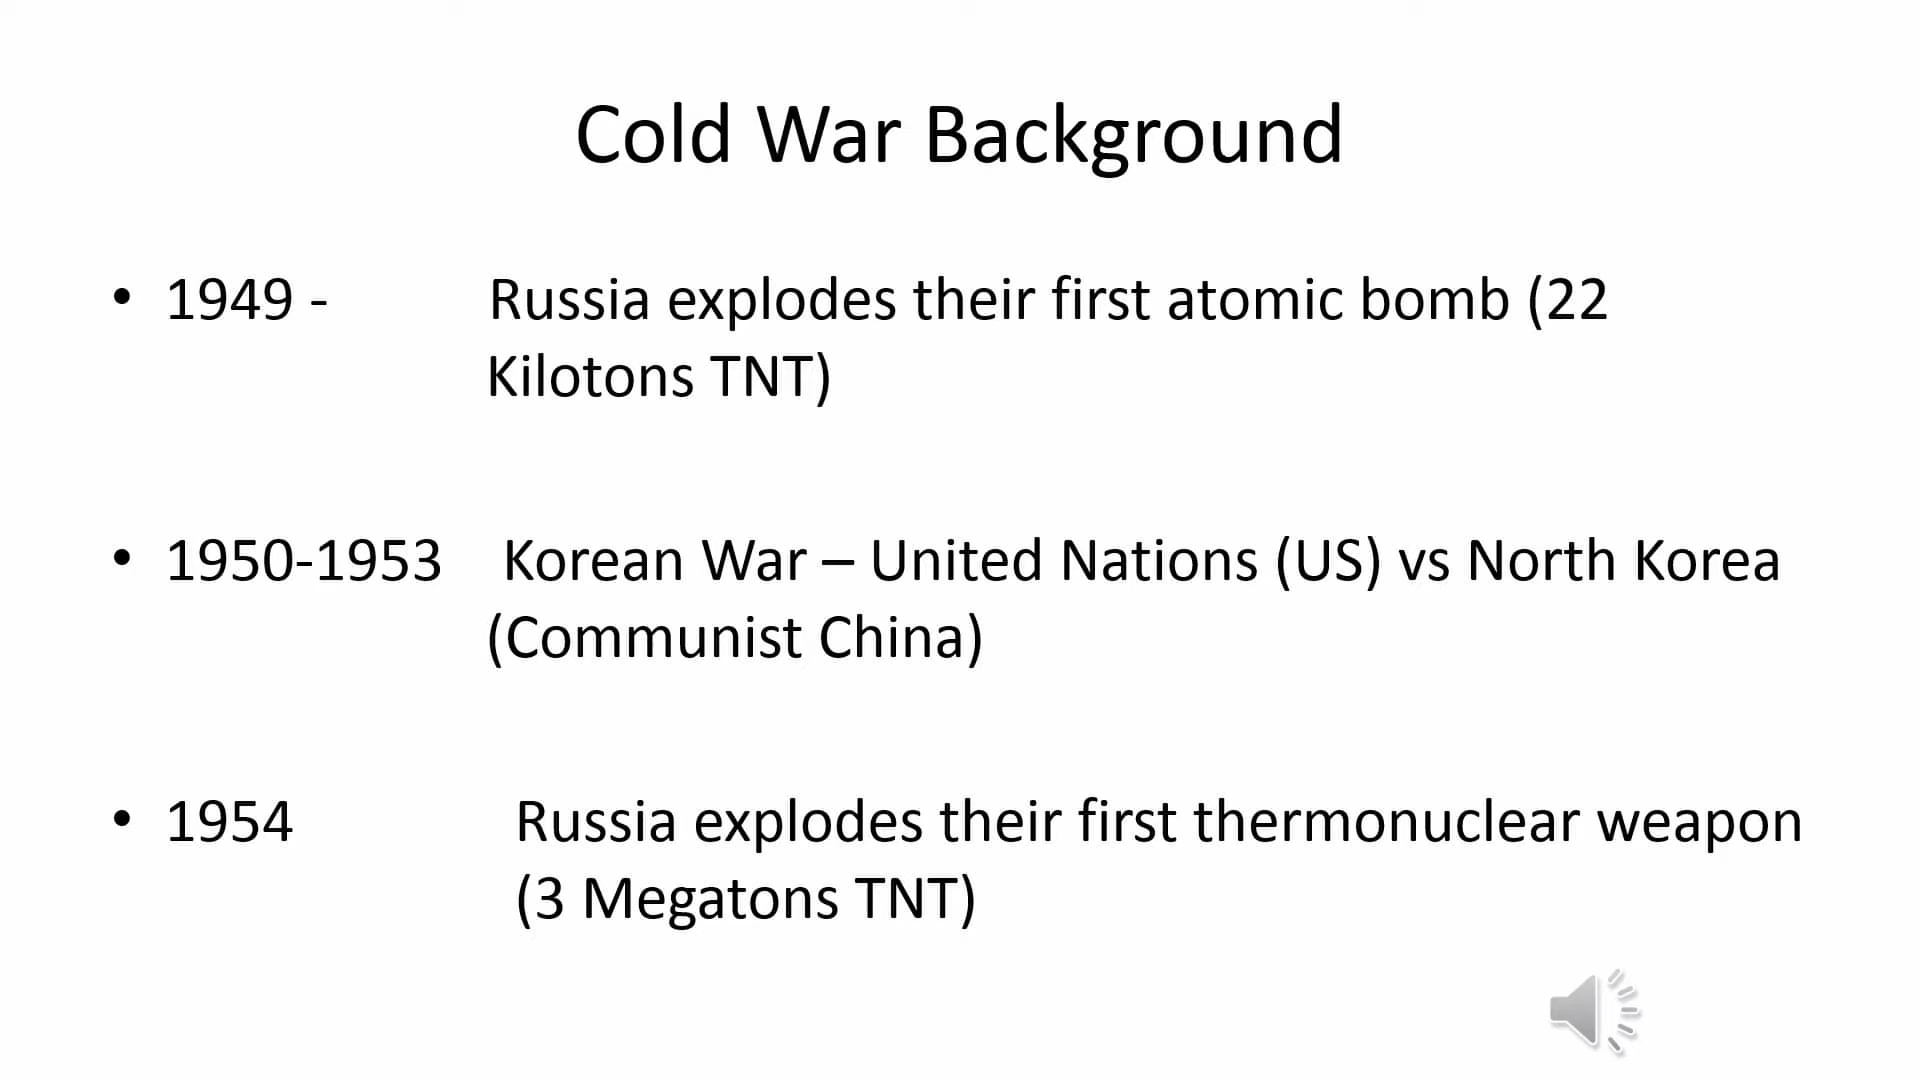 Cold War Background
• 1949 - Russia explodes their first atomic bomb (22
Kilotons TNT)
• 1950-1953 Korean War – United Nations (US) vs North Korea
(Communist China)
• 1954 Russia explodes their first thermonuclear weapon
(3 Megatons TNT)